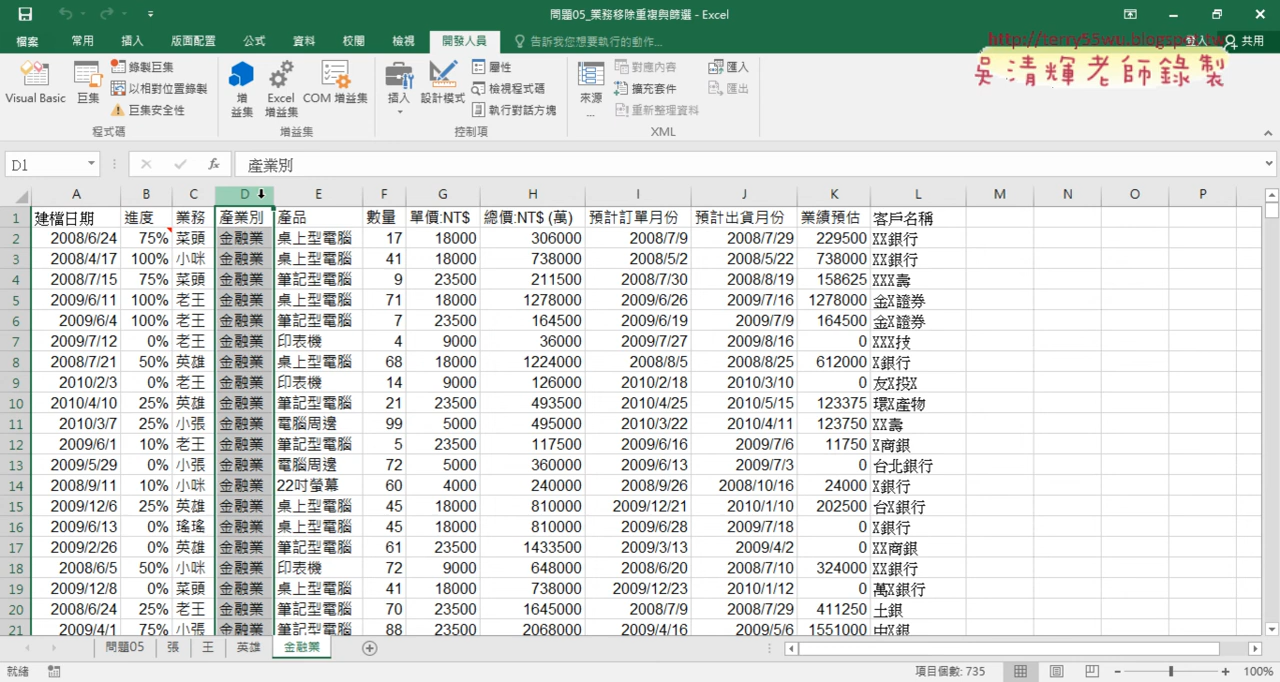 問題05_業務移除重複與篩選 - Excel
檔案 常用 插入 版面配置 公式 資料 校閱 檢視 開發人員 告訴我您想要執行的動作... 登入 共用
http://terry55wu.blogspot.tw
吳清輝老師錄製
Visual Basic 巨集 錄製巨集 以相對位置錄製 巨集安全性
增益集 Excel 增益集 COM 增益集
插入 設計模式 屬性 檢視程式碼 執行對話方塊
來源... 對應內容 擴充套件 重新整理資料 匯入 匯出
程式碼 增益集 控制項 XML
D1 fx 產業別
A B C D E F G H I J K L M N O P
1 建檔日期 進度 業務 產業別 產品 數量 單價:NT$ 總價:NT$ (萬) 預計訂單月份 預計出貨月份 業績預估 客戶名稱
2 2008/6/24 75% 菜頭 金融業 桌上型電腦 17 18000 306000 2008/7/9 2008/7/29 229500 XX銀行
3 2008/4/17 100% 小咪 金融業 桌上型電腦 41 18000 738000 2008/5/2 2008/5/22 738000 XX銀行
4 2008/7/15 75% 菜頭 金融業 筆記型電腦 9 23500 211500 2008/7/30 2008/8/19 158625 XXX壽
5 2009/6/11 100% 老王 金融業 桌上型電腦 71 18000 1278000 2009/6/26 2009/7/16 1278000 金X證券
6 2009/6/4 100% 老王 金融業 筆記型電腦 7 23500 164500 2009/6/19 2009/7/9 164500 金X證券
7 2009/7/12 0% 老王 金融業 印表機 4 9000 36000 2009/7/27 2009/8/16 0 XXX技
8 2008/7/21 50% 英雄 金融業 桌上型電腦 68 18000 1224000 2008/8/5 2008/8/25 612000 X銀行
9 2010/2/3 0% 老王 金融業 印表機 14 9000 126000 2010/2/18 2010/3/10 0 友X投X
10 2010/4/10 25% 英雄 金融業 筆記型電腦 21 23500 493500 2010/4/25 2010/5/15 123375 環X產物
11 2010/3/7 25% 小張 金融業 電腦周邊 99 5000 495000 2010/3/22 2010/4/11 123750 XX壽
12 2009/6/1 10% 老王 金融業 筆記型電腦 5 23500 117500 2009/6/16 2009/7/6 11750 X商銀
13 2009/5/29 0% 小張 金融業 電腦周邊 72 5000 360000 2009/6/13 2009/7/3 0 台北銀行
14 2008/9/11 10% 小咪 金融業 22吋螢幕 60 4000 240000 2008/9/26 2008/10/16 24000 X銀行
15 2009/12/6 25% 英雄 金融業 桌上型電腦 45 18000 810000 2009/12/21 2010/1/10 202500 台X銀行
16 2009/6/13 0% 瑤瑤 金融業 桌上型電腦 45 18000 810000 2009/6/28 2009/7/18 0 X銀行
17 2009/2/26 0% 英雄 金融業 筆記型電腦 61 23500 1433500 2009/3/13 2009/4/2 0 XX商銀
18 2008/6/5 50% 小咪 金融業 印表機 72 9000 648000 2008/6/20 2008/7/10 324000 XX銀行
19 2009/12/8 0% 菜頭 金融業 桌上型電腦 41 18000 738000 2009/12/23 2010/1/12 0 萬X銀行
20 2008/6/24 25% 老王 金融業 筆記型電腦 70 23500 1645000 2008/7/9 2008/7/29 411250 土銀
21 2009/4/1 75% 小張 金融業 筆記型電腦 88 23500 2068000 2009/4/16 2009/5/6 1551000 中X銀
問題05 張 王 英雄 金融業
就緒 項目個數: 735 100%